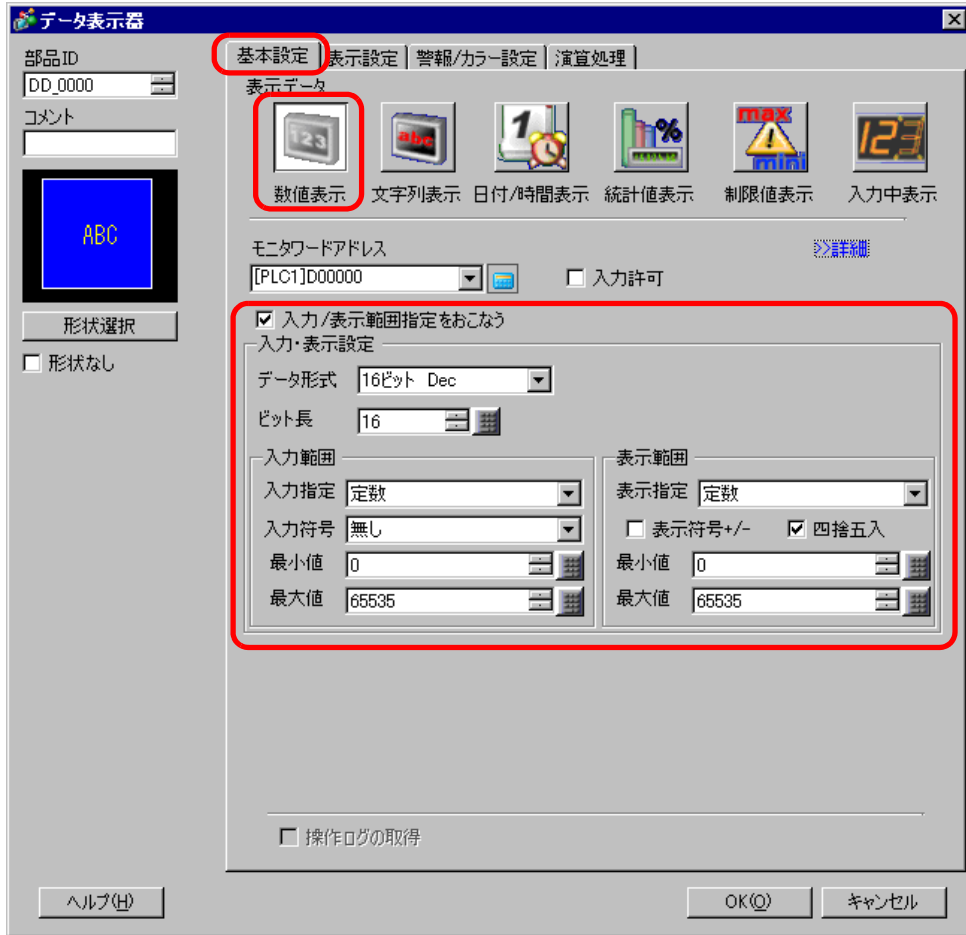 データ表示器
部品ID
DD_0000
コメント
ABC
形状選択
形状なし
基本設定 表示設定 警報/カラー設定 演算処理
表示データ
123 abc 1 % max mini 123
数値表示 文字列表示 日付/時間表示 統計値表示 制限値表示 入力中表示
モニタワードアドレス
>>詳細
[PLC1]D00000
入力許可
入力/表示範囲指定をおこなう
入力・表示設定
データ形式 16ビット Dec
ビット長 16
入力範囲
入力指定 定数
入力符号 無し
最小値 0
最大値 65535
表示範囲
表示指定 定数
表示符号+/- 四捨五入
最小値 0
最大値 65535
操作ログの取得
ヘルプ(H) OK(O) キャンセル